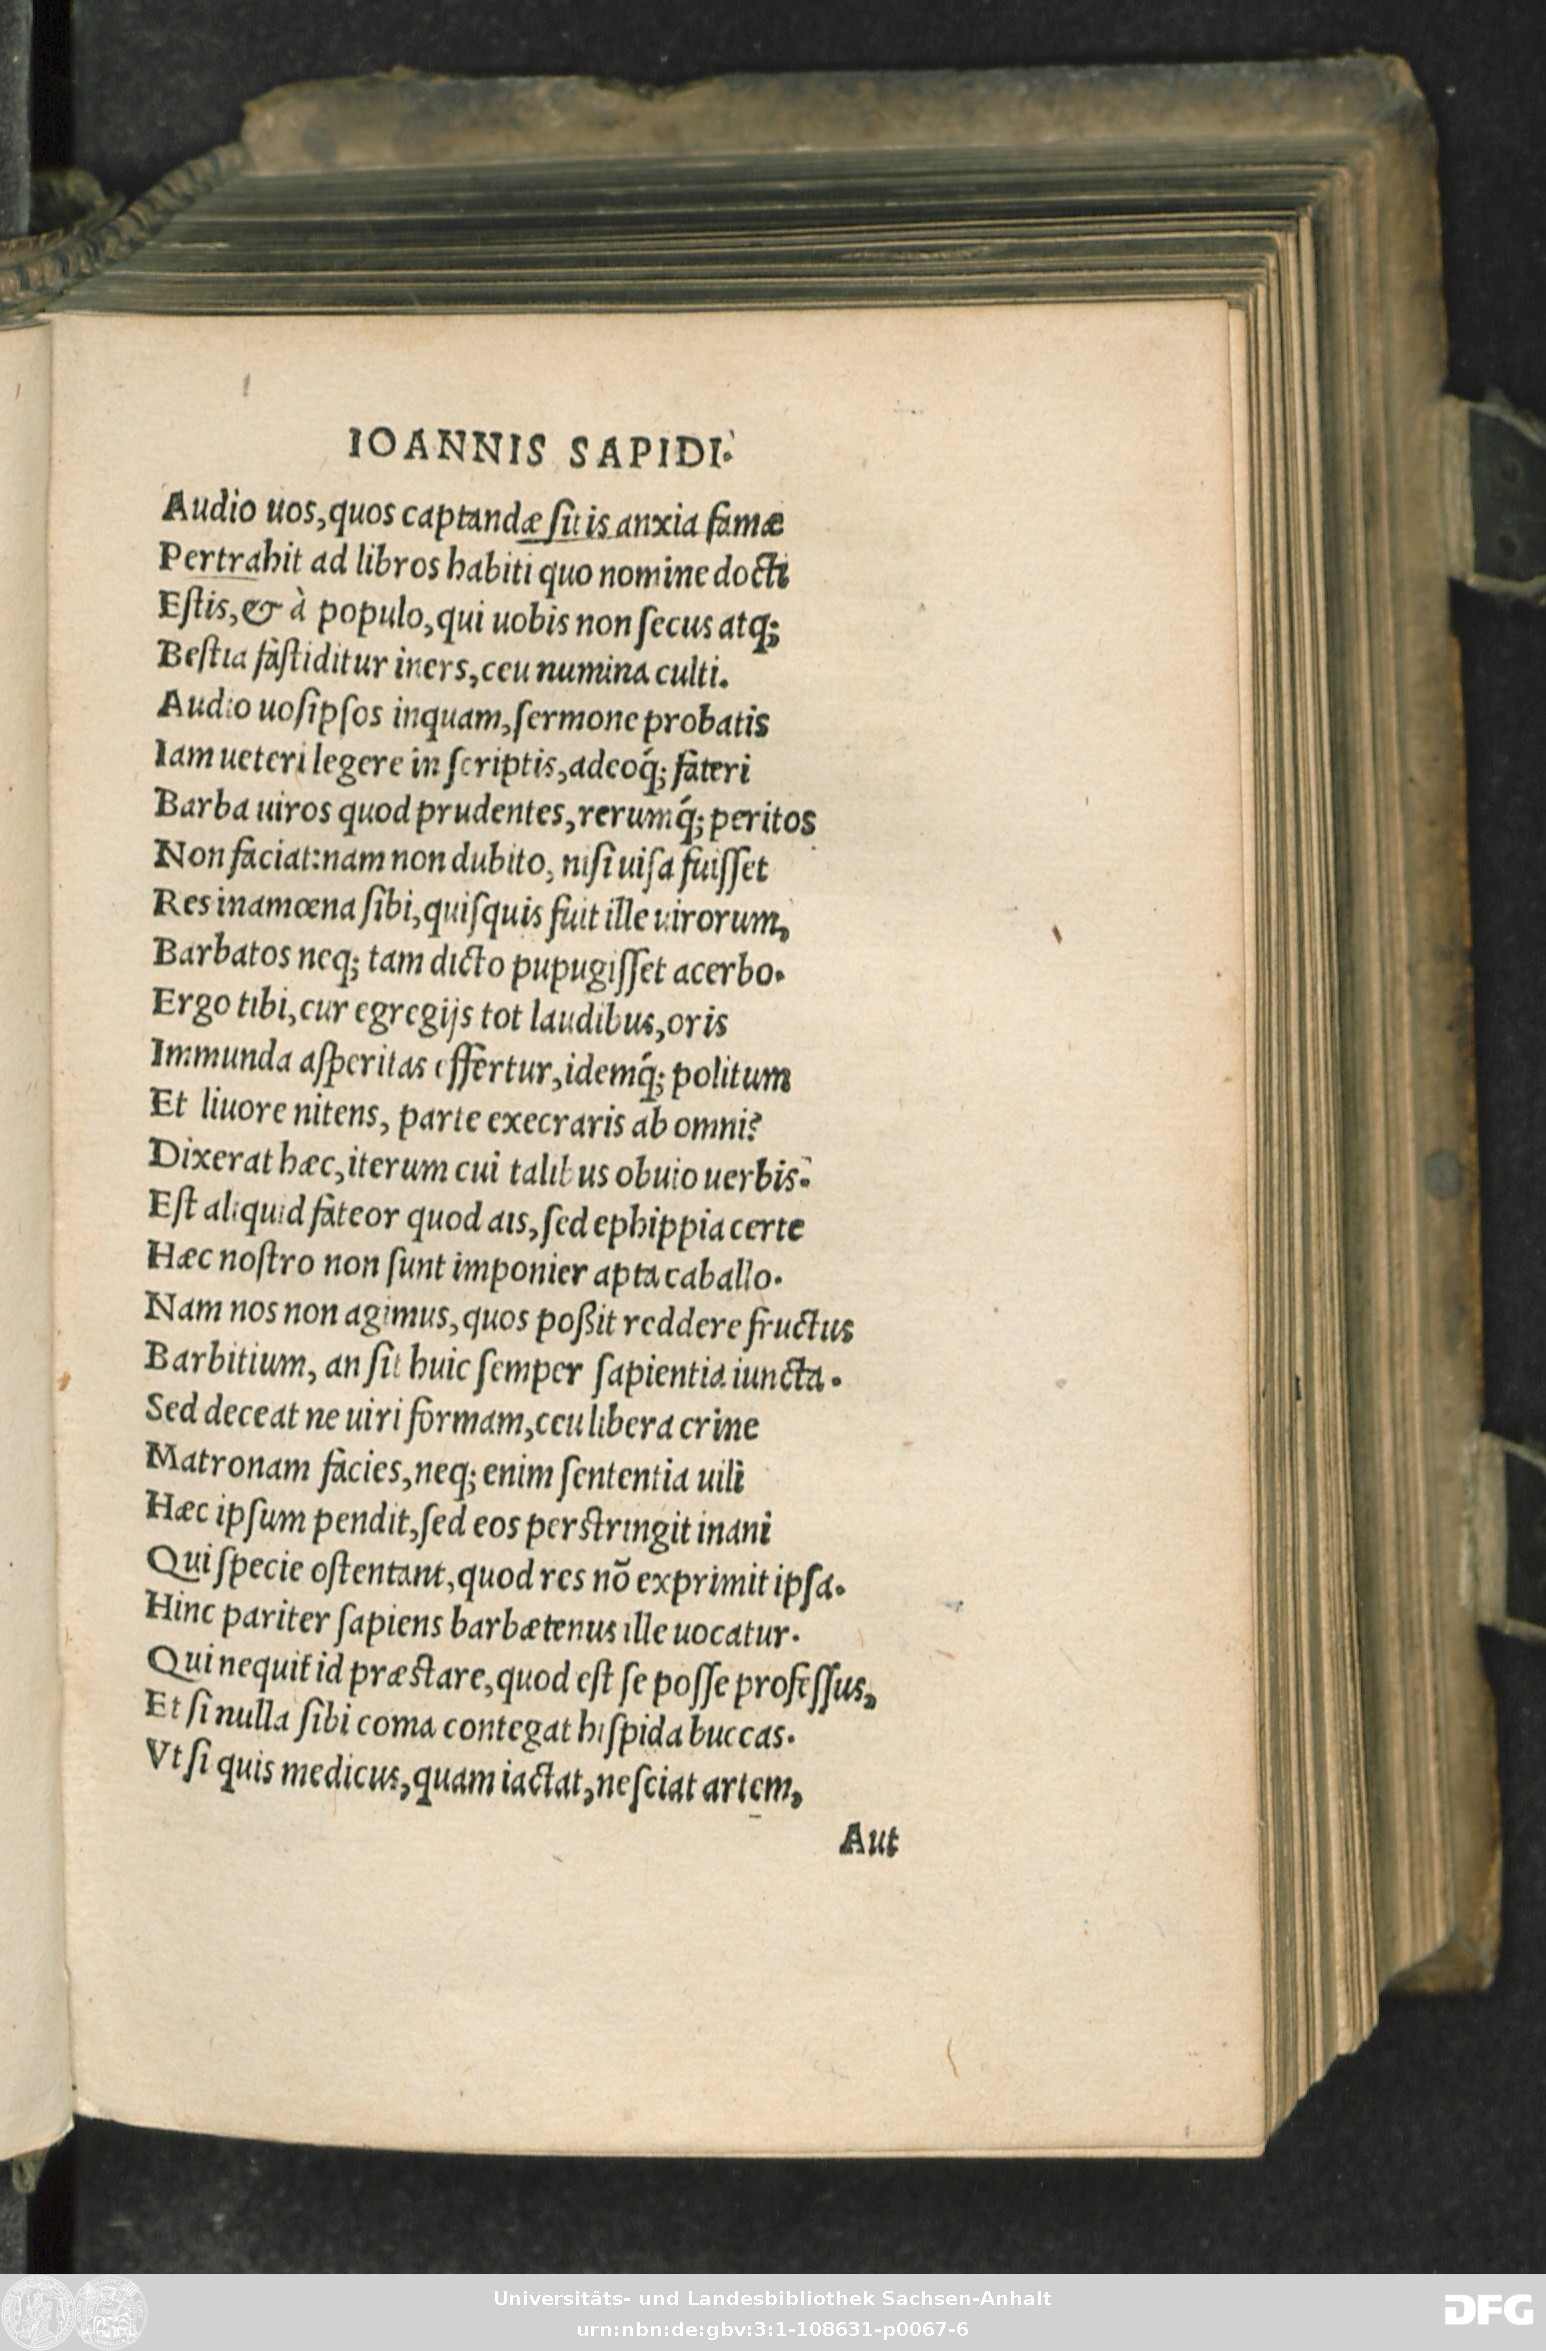 IOANNIS SAPIDI.
Audio uos, quos captandæ ſitis anxia famæ
Pertrahit ad libros habiti quo nomine docti
Eſtis, & à populo, qui uobis non ſecus atq;
Beſtia faſtiditur iners, ceu numina culti.
Audio uoſipſos inquam, ſermone probatis
Iam ueteri legere in ſcriptis, adeoq́; fateri
Barba uiros quod prudentes, rerumq́; peritos
Non faciat: nam non dubito, niſi uiſa fuiſſet
Res inamœna ſibi, quiſquis fuit ille uirorum,
Barbatos neq; tam dicto pupugiſſet acerbo.
Ergo tibi, cur egregijs tot laudibus, oris
Immunda aſperitas effertur, idemq́; politum
Et liuore nitens, parte execraris ab omni?
Dixerat hæc, iterum cui talibus obuio uerbis.
Eſt aliquid fateor quod ais, ſed ephippia certe
Hæc noſtro non ſunt imponier apta caballo.
Nam nos non agimus, quos poßit reddere fructus
Barbitium, an ſit huic ſemper ſapientia iuncta.
Sed deceat ne uiri formam, ceu libera crine
Matronam facies, neq; enim ſententia uili
Hæc ipſum pendit, ſed eos perstringit inani
Qui ſpecie oſtentant, quod res nõ exprimit ipſa.
Hinc pariter ſapiens barbætenus ille uocatur.
Qui nequit id præstare, quod eſt ſe poſſe profeſſus,
Et ſi nulla ſibi coma contegat hiſpida buccas.
Vt ſi quis medicus, quam iactat, neſciat artem,
Aut
Universitäts- und Landesbibliothek Sachsen-Anhalt
urn:nbn:de:gbv:3:1-108631-p0067-6
DFG